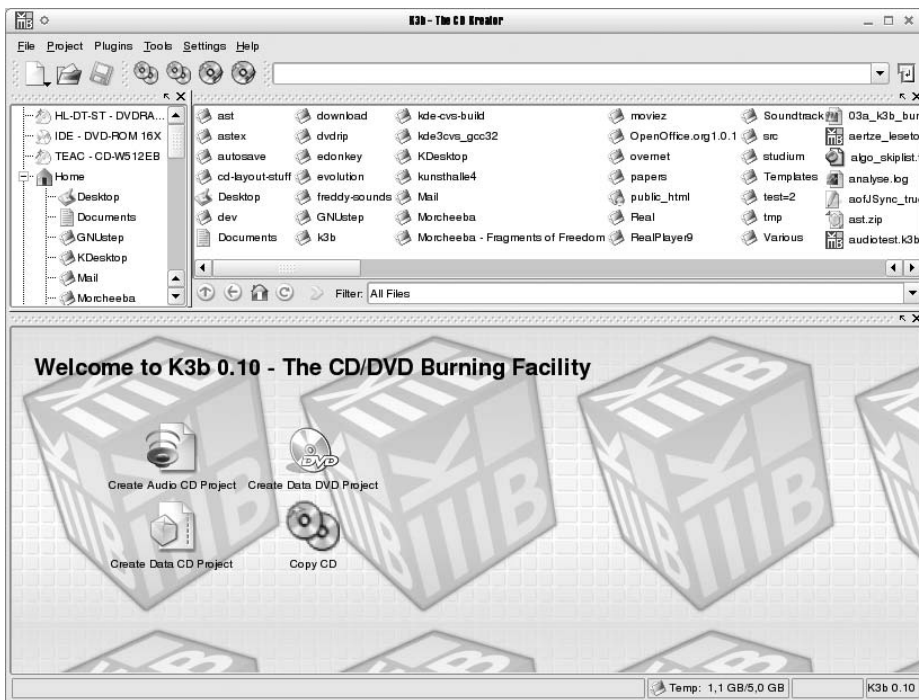 K3b - The CD Kreator
File Project Plugins Tools Settings Help
HL-DT-ST - DVDRA...
IDE - DVD-ROM 16X
TEAC - CD-W512EB
Home
Desktop
Documents
GNUstep
KDesktop
Mail
Morcheeba
ast download kde-cvs-build moviez Soundtrack 03a_k3b_bur
astex dvdrip kde3cvs_gcc32 OpenOffice.org1.0.1 src aertze_leseto
autosave edonkey KDesktop overnet studium algo_skiplist.
cd-layout-stuff evolution kunsthalle4 papers Templates analyse.log
Desktop freddy-sounds Mail public_html test=2 aofJSync_tru
dev GNUstep Morcheeba Real tmp ast.zip
Documents k3b Morcheeba - Fragments of Freedom RealPlayer9 Various audiotest.k3b
Filter: All Files
Welcome to K3b 0.10 - The CD/DVD Burning Facility
Create Audio CD Project Create Data DVD Project
Create Data CD Project Copy CD
Temp: 1,1 GB/5,0 GB K3b 0.10